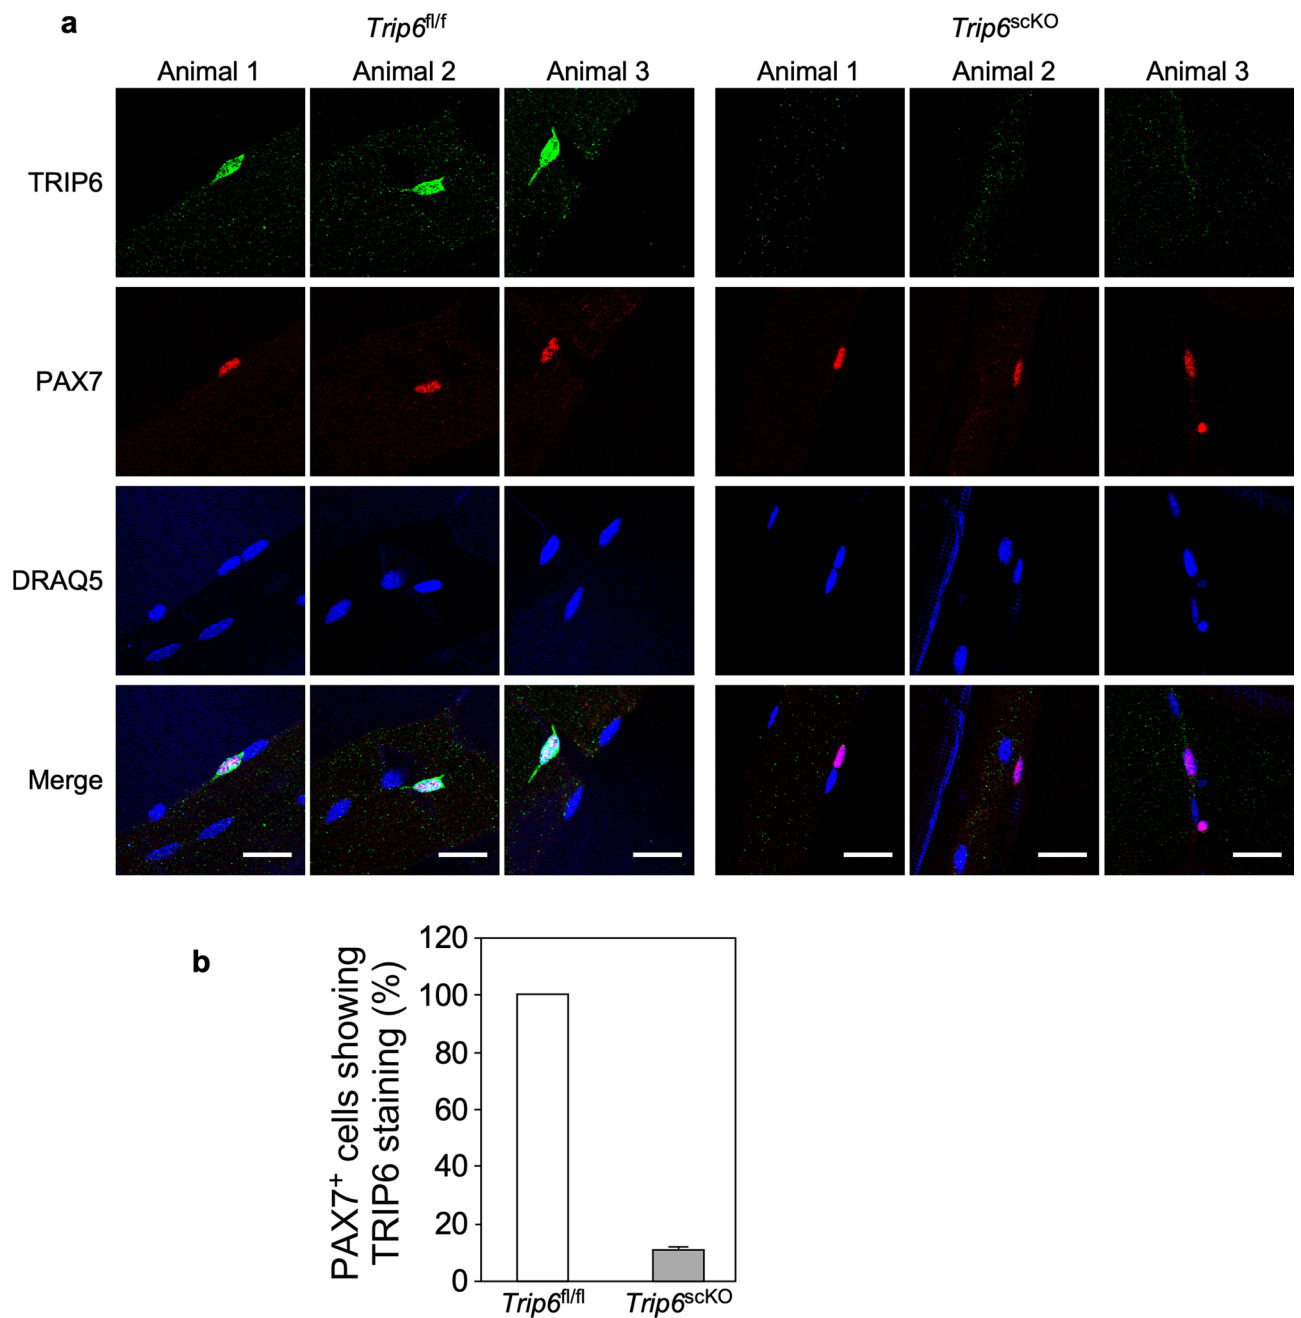 a
Trip6fl/f
Trip6scKO
Animal 1
Animal 2
Animal 3
Animal 1
Animal 2
Animal 3
TRIP6
PAX7
DRAQ5
Merge
b
PAX7+ cells showing
TRIP6 staining (%)
120
100
80
60
40
20
0
Trip6fl/fl
Trip6scKO